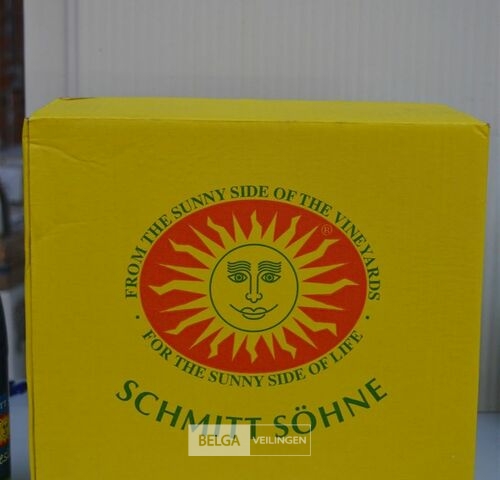 FROM THE SUNNY SIDE OF THE VINEYARDS
®
· FOR THE SUNNY SIDE OF LIFE ·
SCHMITT SÖHNE
BELGA VEILINGEN